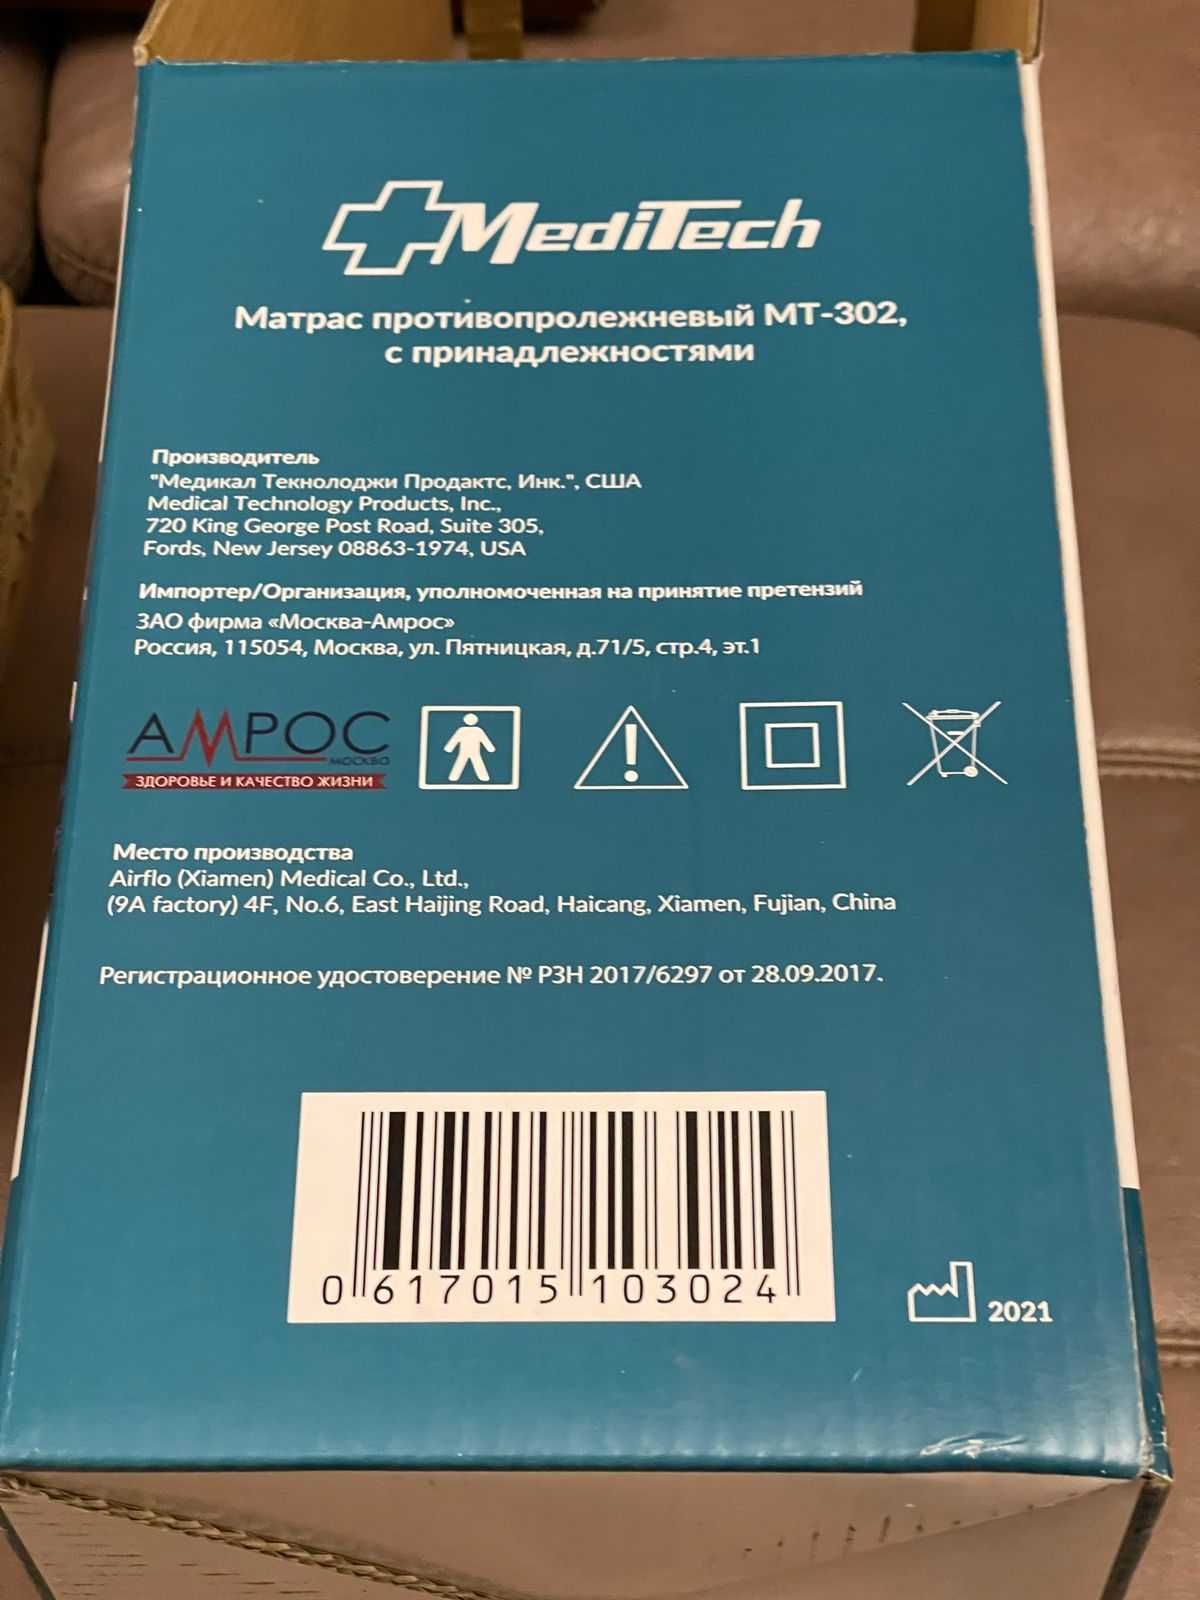 MediTech
Матрас противопролежневый МТ-302,
с принадлежностями
Производитель
"Медикал Текнолоджи Продактс, Инк.", США
Medical Technology Products, Inc.,
720 King George Post Road, Suite 305,
Fords, New Jersey 08863-1974, USA
Импортер/Организация, уполномоченная на принятие претензий
ЗАО фирма «Москва-Амрос»
Россия, 115054, Москва, ул. Пятницкая, д.71/5, стр.4, эт.1
АМРОС
МОСКВА
ЗДОРОВЬЕ И КАЧЕСТВО ЖИЗНИ
Место производства
Airflo (Xiamen) Medical Co., Ltd.,
(9A factory) 4F, No.6, East Haijing Road, Haicang, Xiamen, Fujian, China
Регистрационное удостоверение № РЗН 2017/6297 от 28.09.2017.
0 617015 103024
2021